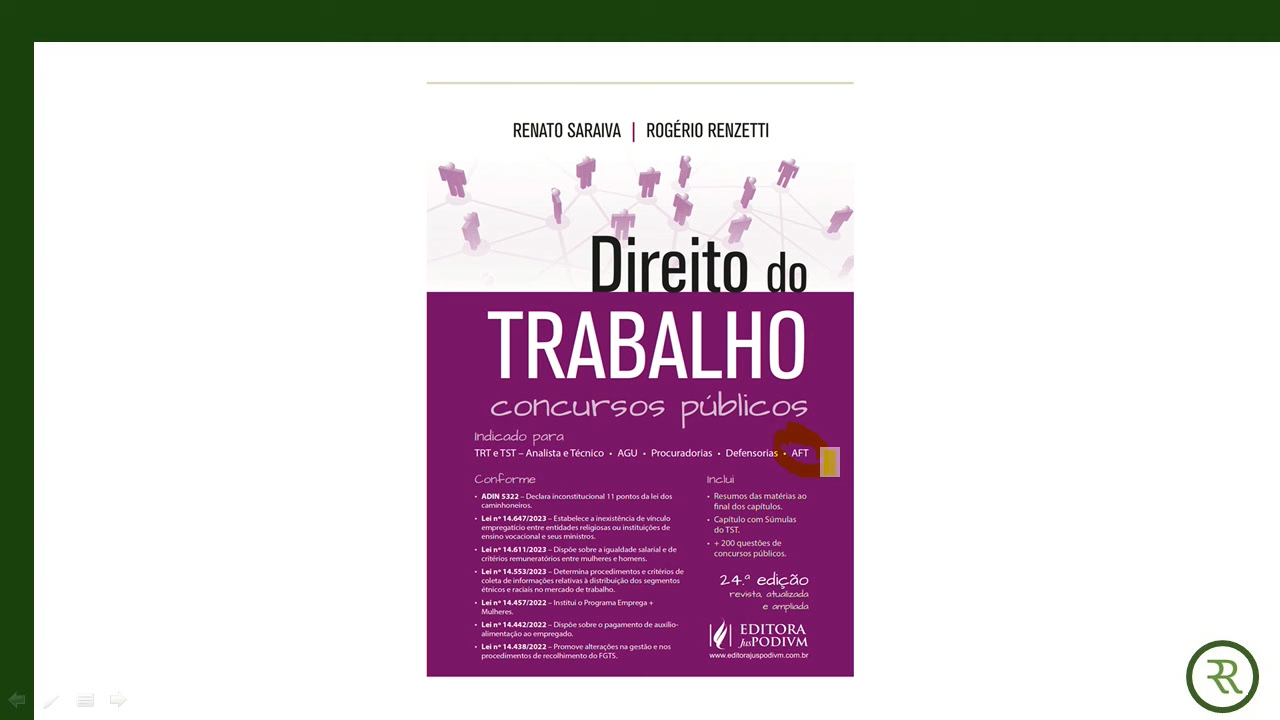 RENATO SARAIVA | ROGÉRIO RENZETTI
Direito do
TRABALHO
concursos públicos
Indicado para
TRT e TST – Analista e Técnico • AGU • Procuradorias • Defensorias • AFT
Conforme
• ADIN 5322 – Declara inconstitucional 11 pontos da lei dos
caminhoneiros.
• Lei nº 14.647/2023 – Estabelece a inexistência de vínculo
empregatício entre entidades religiosas ou instituições de
ensino vocacional e seus ministros.
• Lei nº 14.611/2023 – Dispõe sobre a igualdade salarial e de
critérios remuneratórios entre mulheres e homens.
• Lei nº 14.553/2023 – Determina procedimentos e critérios de
coleta de informações relativas à distribuição dos segmentos
étnicos e raciais no mercado de trabalho.
• Lei nº 14.457/2022 – Institui o Programa Emprega +
Mulheres.
• Lei nº 14.442/2022 – Dispõe sobre o pagamento de auxílio-
alimentação ao empregado.
• Lei nº 14.438/2022 – Promove alterações na gestão e nos
procedimentos de recolhimento do FGTS.
Inclui
• Resumos das matérias ao
final dos capítulos.
• Capítulo com Súmulas
do TST.
• + 200 questões de
concursos públicos.
24.ª edição
revista, atualizada
e ampliada
EDITORA
JusPODIVM
www.editorajuspodivm.com.br
RR